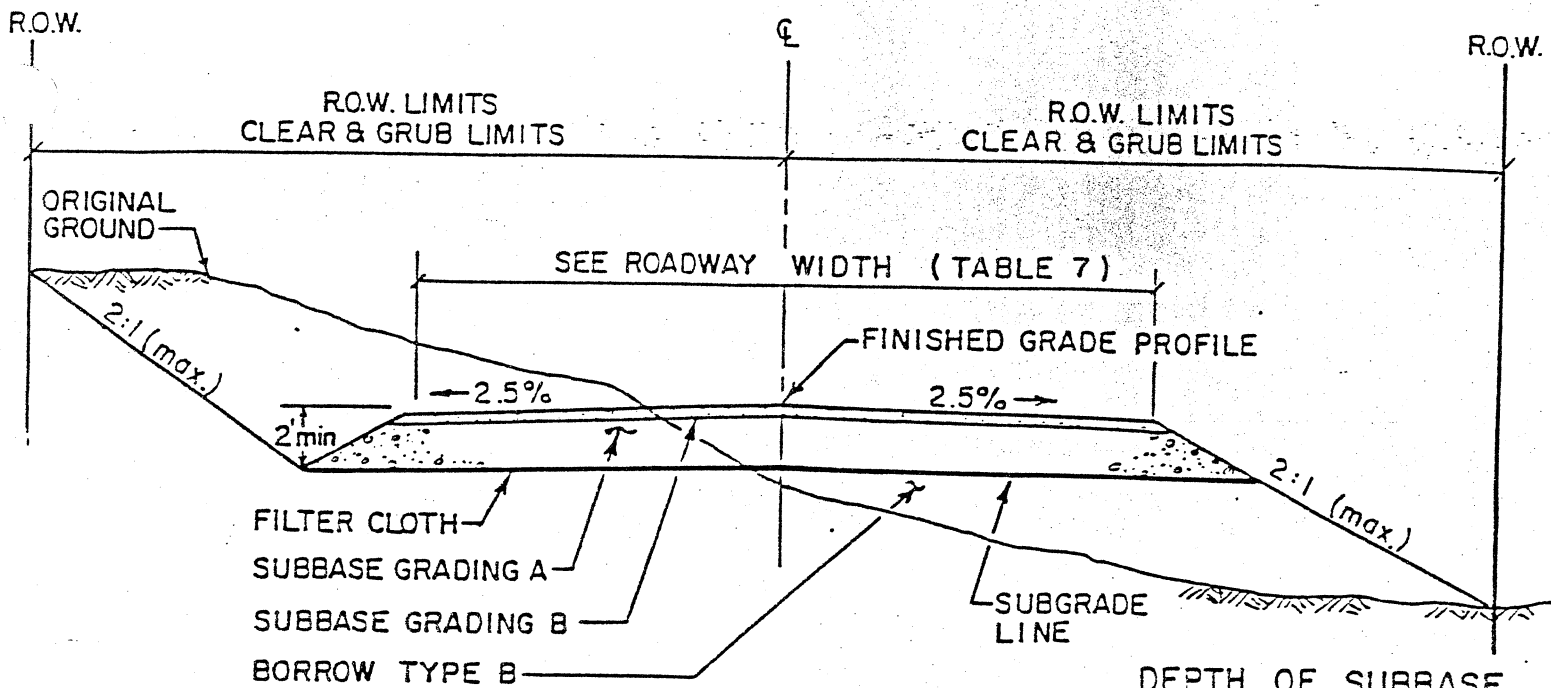 R.O.W.
℄
R.O.W.
R.O.W. LIMITS
CLEAR & GRUB LIMITS
R.O.W. LIMITS
CLEAR & GRUB LIMITS
ORIGINAL
GROUND
SEE ROADWAY WIDTH (TABLE 7)
2:1 (max.)
FINISHED GRADE PROFILE
2.5%
2.5%
2' min
2:1 (max.)
FILTER CLOTH
SUBBASE GRADING A
SUBBASE GRADING B
SUBGRADE
LINE
BORROW TYPE B
DEPTH OF SUBBASE